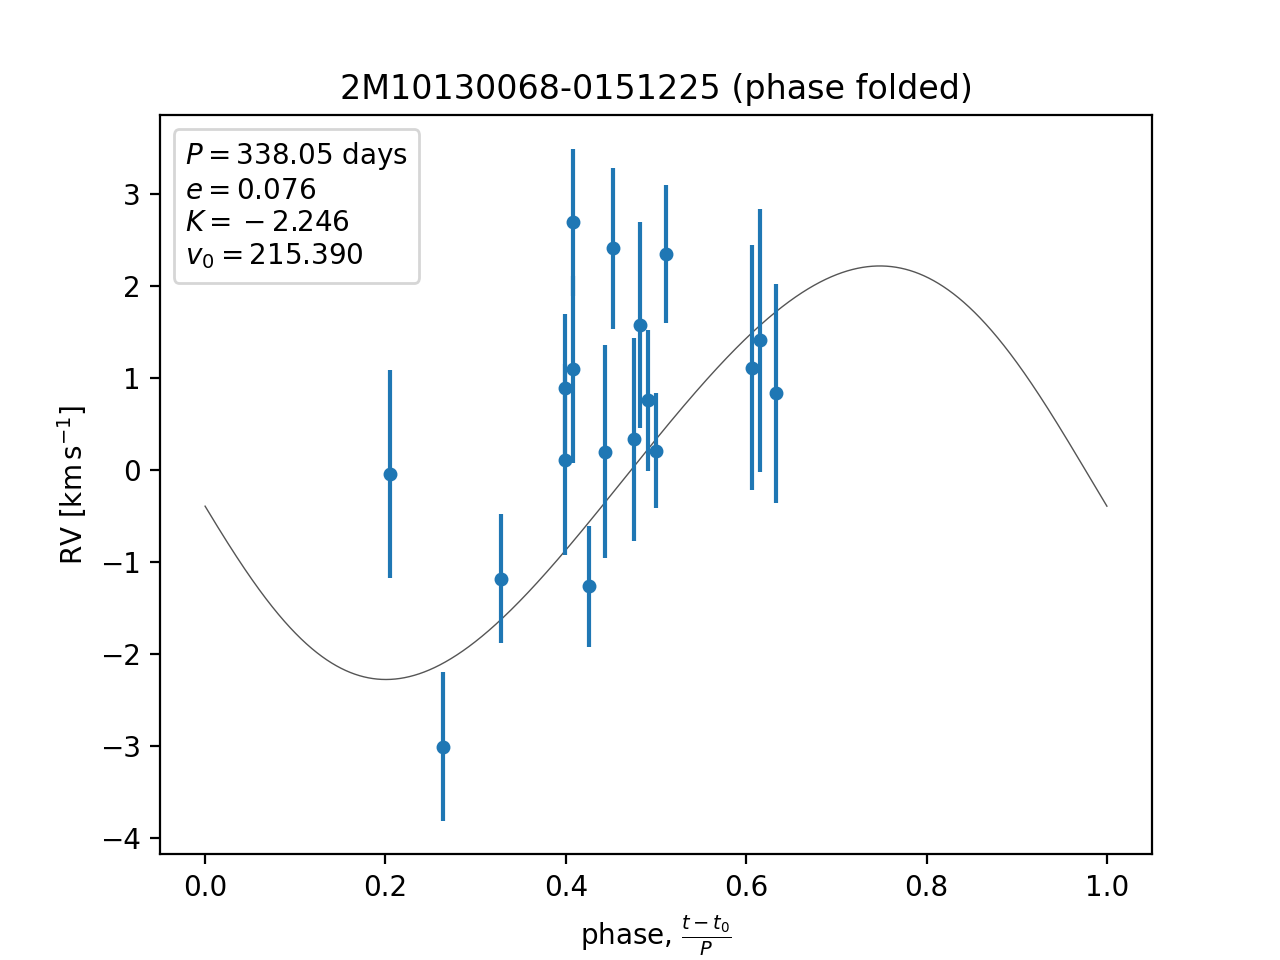 2M10130068-0151225 (phase folded)
P = 338.05 days
e = 0.076
K = −2.246
v₀ = 215.390
3
2
1
0
−1
−2
−3
−4
RV [km s⁻¹]
0.0 0.2 0.4 0.6 0.8 1.0
phase, (t − t₀)/P